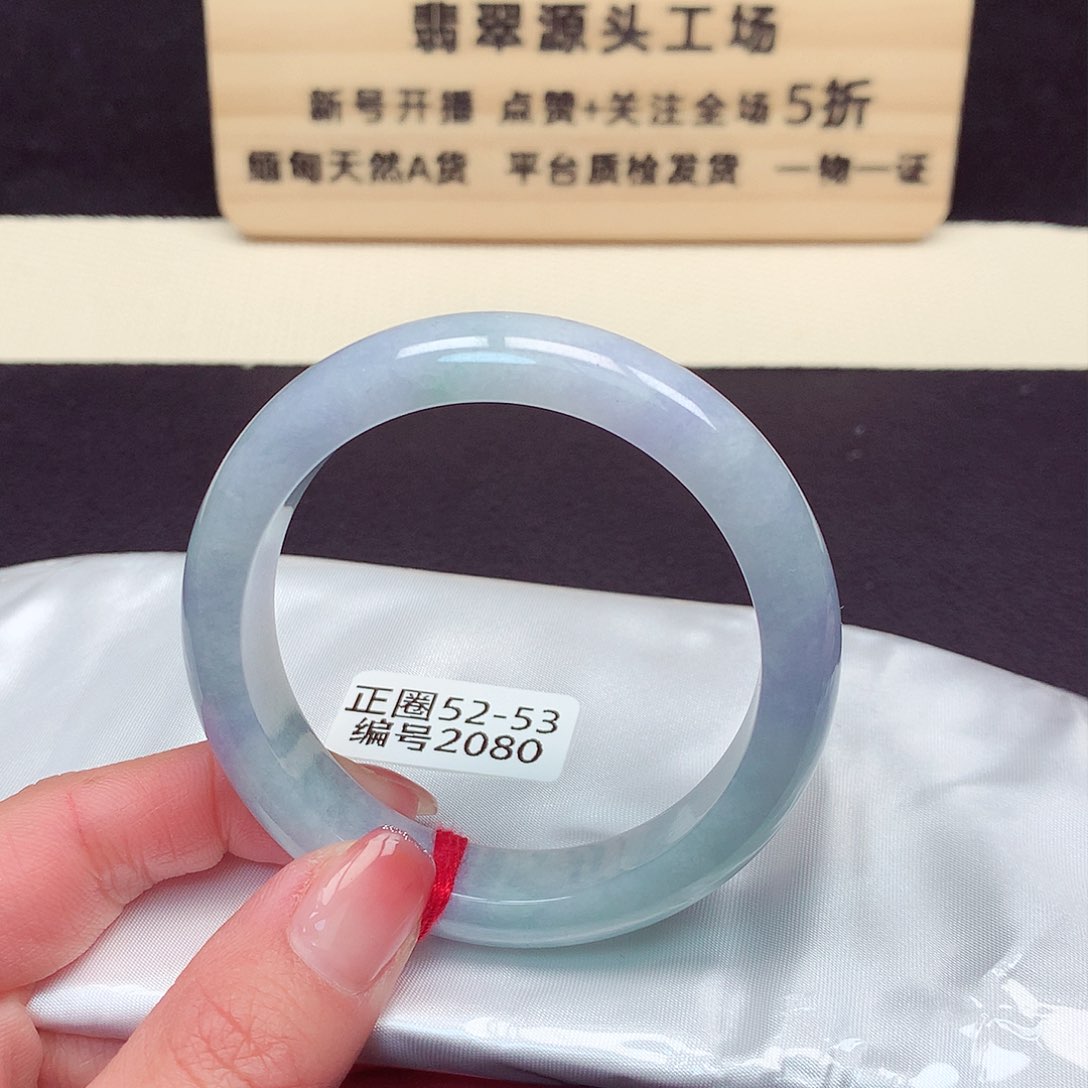 翡翠源头工场
新号开播 点赞+关注全场5折
缅甸天然A货 平台质检发货 一物一证
正圈52-53
编号2080